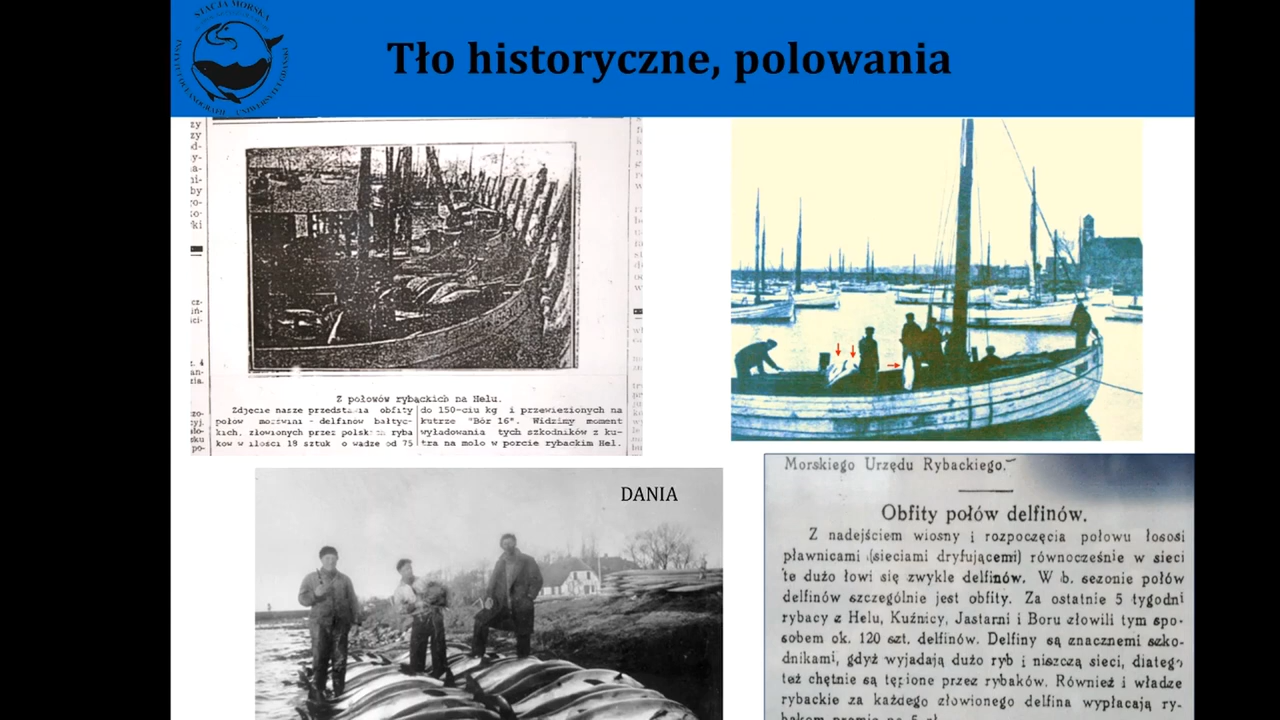 STACJA MORSKA
Tło historyczne, polowania
Z połowów rybackich na Helu.
Zdjęcie nasze przedstawia obfity
połów morświni - delfinów bałtyc-
kich, złowionych przez polskich ryba
ków w ilości 18 sztuk o wadze od 75
do 150-ciu kg i przewiezionych na
kutrze "Bór 16". Widzimy moment
wyładowania tych szkodników z ku-
tra na molo w porcie rybackim Hel.
DANIA
Morskiego Urzędu Rybackiego.
Obfity połów delfinów.
Z nadejściem wiosny i rozpoczęcia połowu łososi
pławnicami (sieciami dryfującemi) równocześnie w sieci
te dużo łowi się zwykle delfinów. W b. sezonie połów
delfinów szczególnie jest obfity. Za ostatnie 5 tygodni
rybacy z Helu, Kuźnicy, Jastarni i Boru złowili tym spo-
sobem ok. 120 szt. delfinów. Delfiny są znacznemi szko-
dnikami, gdyż wyjadają dużo ryb i niszczą sieci, dlatego
też chętnie są tępione przez rybaków. Również i władze
rybackie za każdego złowionego delfina wypłacają ry-